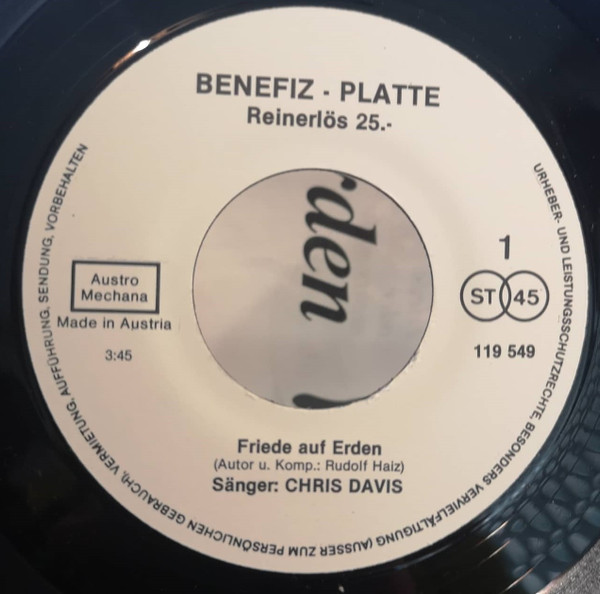 BENEFIZ - PLATTE
Reinerlös 25.-
den
1
Austro
Mechana
ST 45
Made in Austria
3:45
119 549
Friede auf Erden
(Autor u. Komp.: Rudolf Haiz)
Sänger: CHRIS DAVIS
URHEBER- UND LEISTUNGSSCHUTZRECHTE, BESONDERS VERVIELFÄLTIGUNG (AUSSER ZUM PERSÖNLICHEN GEBRAUCH), VERMIETUNG, AUFFÜHRUNG, SENDUNG, VORBEHALTEN